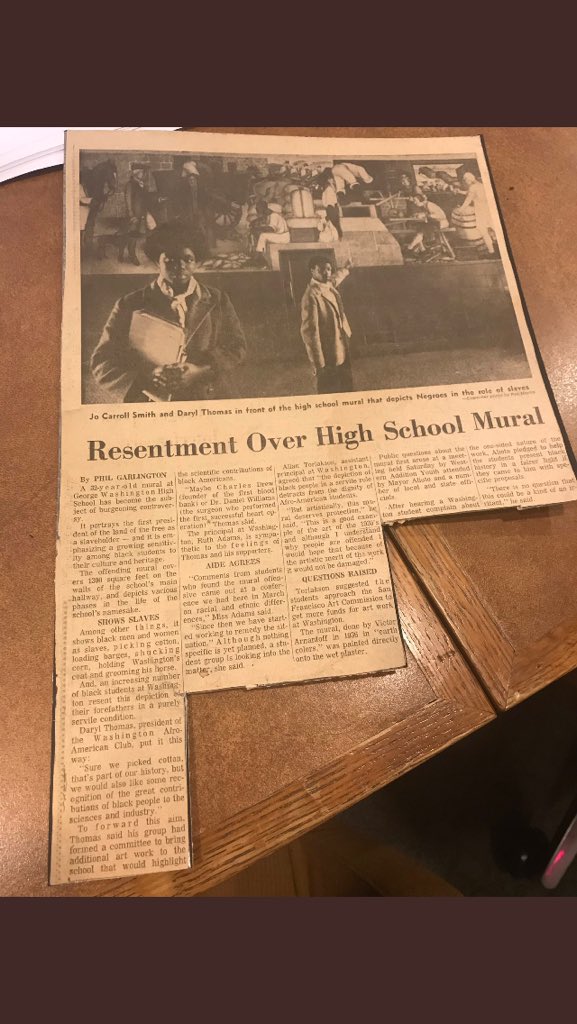 Jo Carroll Smith and Daryl Thomas in front of the high school mural that depicts Negroes in the role of slaves
Resentment Over High School Mural
By PHIL GARLINGTON
A 32-year-old mural at
George Washington High
School has become the sub-
ject of burgeoning controver-
sy.
It portrays the first presi-
dent of the land of the free as
a slaveholder — and it is em-
phasizing a growing sensitiv-
ity among black students to
their culture and heritage.
The offending mural cov-
ers 1300 square feet on the
walls of the school's main
hallway, and depicts various
phases in the life of the
school's namesake.
SHOWS SLAVES
Among other things, it
shows black men and women
as slaves, picking cotton,
loading barges, shucking
corn, holding Washington's
coat and grooming his horse.
And, an increasing number
of black students at Washing-
ton resent this depiction of
their forefathers in a purely
servile condition.
Daryl Thomas, president of
the Washington Afro-
American Club, put it this
way:
"Sure we picked cotton,
that's part of our history, but
we would also like some rec-
ognition of the great contri-
butions of black people to the
sciences and industry."
To forward this aim,
Thomas said his group had
formed a committee to bring
additional art work to the
school that would highlight
the scientific contributions of
black Americans.
"Maybe Charles Drew
(founder of the first blood
bank) or Dr. Daniel Williams
(the surgeon who performed
the first successful heart op-
eration)" Thomas said.
The principal at Washing-
ton, Ruth Adams, is sympa-
thetic to the feelings of
Thomas and his supporters.
AIDE AGREES
"Comments from students
who found the mural offen-
sive came out at a confer-
ence we had here in March
on racial, and ethnic differ-
ences," Miss Adams said.
"Since then we have start-
ed working to remedy the sit-
uation." Although nothing
specific is yet planned, a stu-
dent group is looking into the
matter, she said.
Allan Toriakson, assistant
principal at Washington,
agreed that "the depiction of
black people in a servile role
detracts from the dignity of
Afro-American students.
"But artistically, this mu-
ral deserves protection," he
said. "This is a good exam-
ple of the art of the 1930's
and although I understand
why people are offended I
would hope that because of
the artistic merit of the work
it would not be damaged."
QUESTIONS RAISED
Toriakson suggested the
students approach the San
Francisco Art Commission to
get more funds for art work
at Washington.
The mural, done by Victor
Arnautoff in 1936 in "earth
colors," was painted directly
onto the wet plaster.
Public questions about the
mural first arose at a meet-
ing held Saturday by West-
ern Addition Youth attended
by Mayor Alioto and a num-
ber of local and state offi-
cials.
After hearing a Washing-
ton student complain about
the one-sided nature of the
work, Alioto pledged to help
the students present black
history in a fairer light if
they came to him with spe-
cific proposals.
"There is no question that
this could be a kind of an
he said.